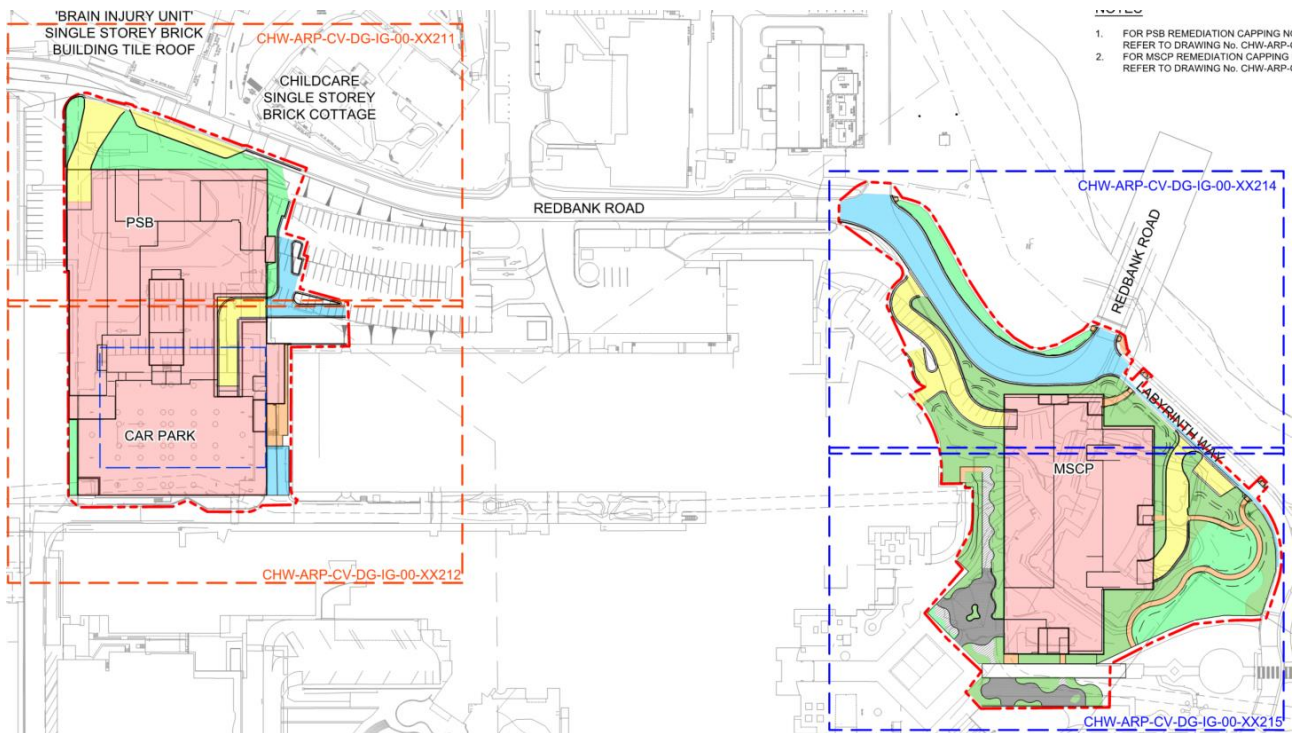 'BRAIN INJURY UNIT'
SINGLE STOREY BRICK
BUILDING TILE ROOF
CHW-ARP-CV-DG-IG-00-XX211
CHILDCARE
SINGLE STOREY
BRICK COTTAGE
NOTES
1. FOR PSB REMEDIATION CAPPING NO
REFER TO DRAWING No. CHW-ARP-C
2. FOR MSCP REMEDIATION CAPPING
REFER TO DRAWING No. CHW-ARP-
CHW-ARP-CV-DG-IG-00-XX214
REDBANK ROAD
REDBANK ROAD
PSB
LABYRINTH WAY
CAR PARK
MSCP
CHW-ARP-CV-DG-IG-00-XX212
CHW-ARP-CV-DG-IG-00-XX215